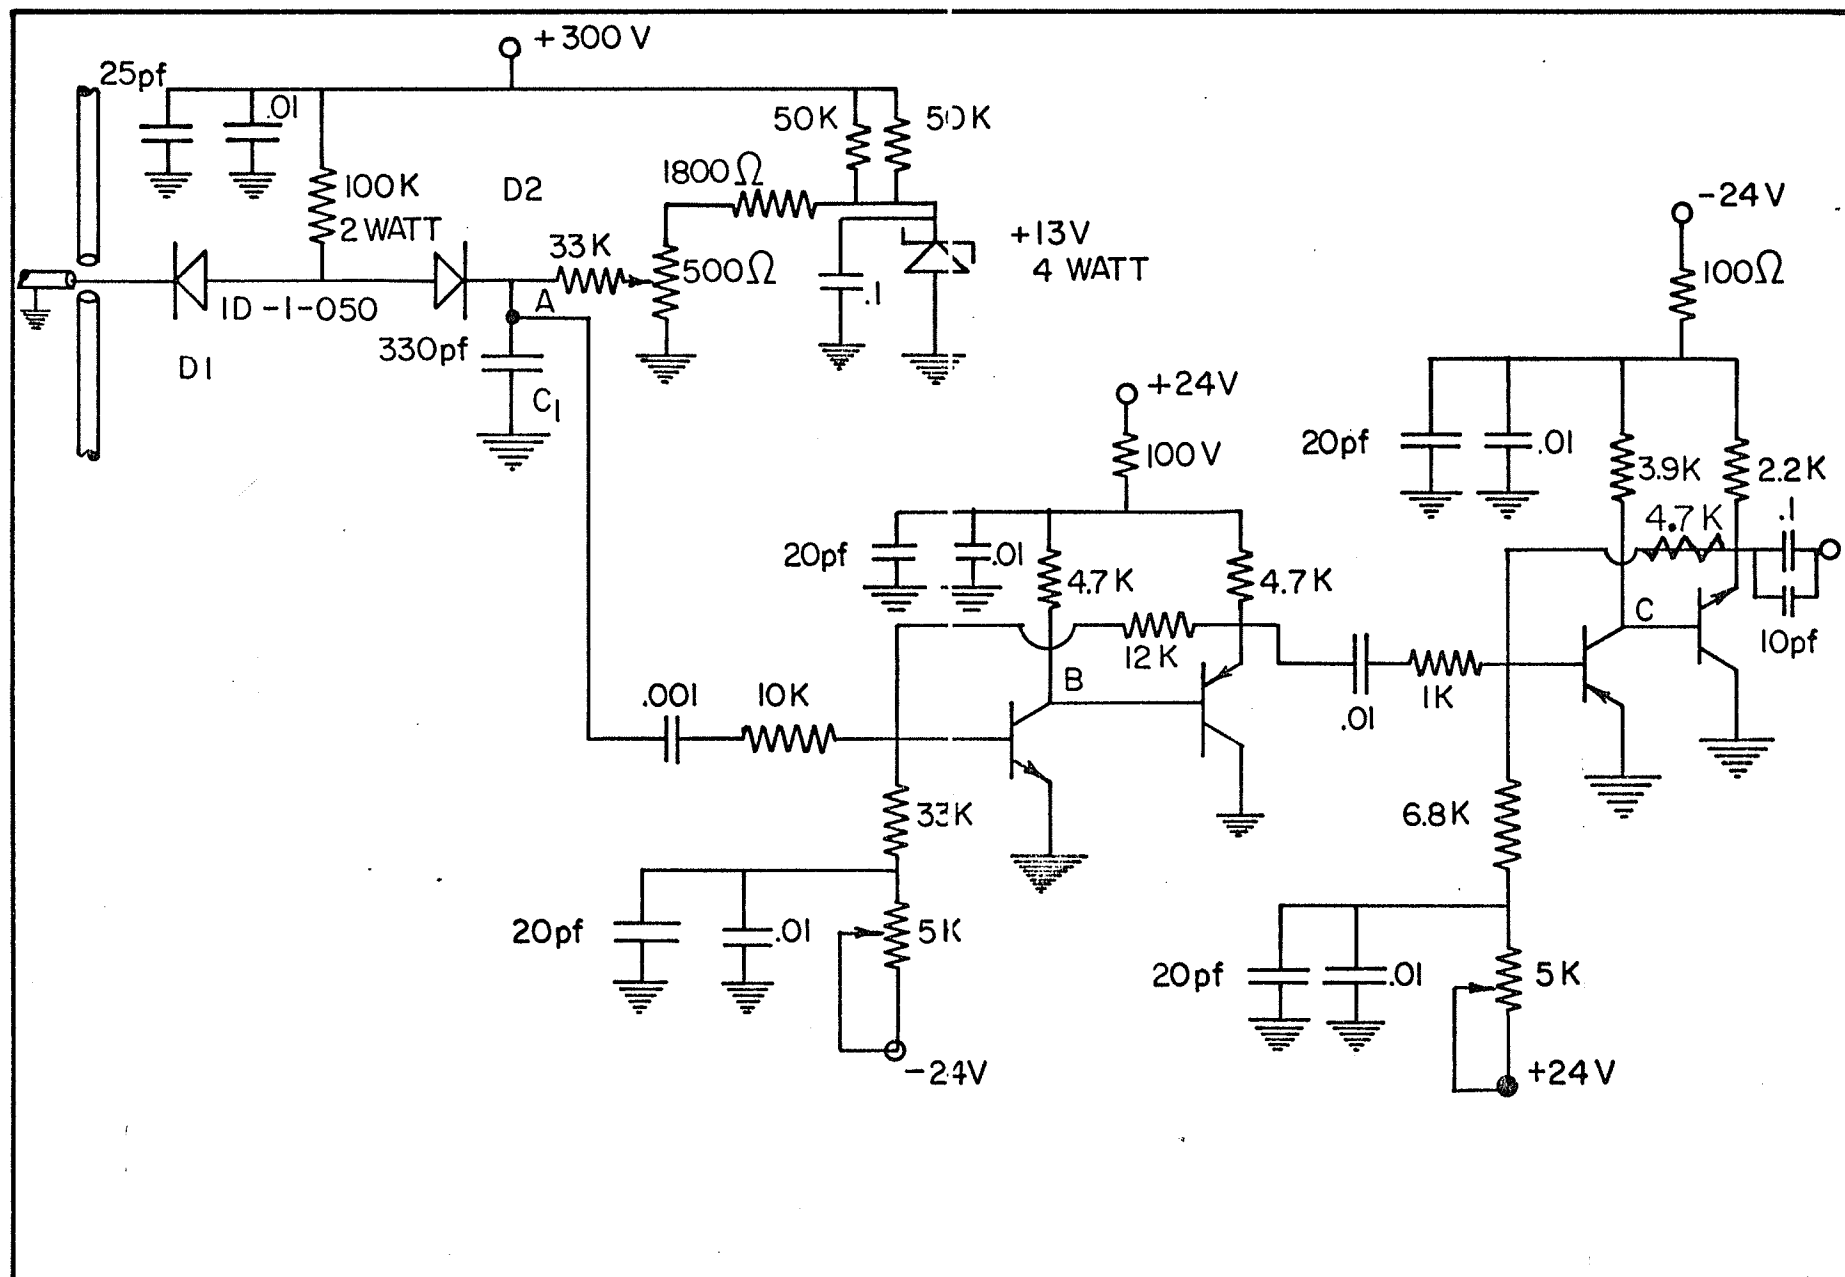 +300 V
25pf
.01
50K
50K
1800Ω
100K
2 WATT
D2
-24V
33K
+13V
4 WATT
500Ω
100Ω
1D-1-050
A
.1
330pf
D1
C1
+24V
100V
20pf
.01
3.9K
2.2K
4.7K
.1
20pf
.01
4.7K
4.7K
C
10pf
12K
B
.001
10K
1K
.01
33K
6.8K
20pf
.01
5K
20pf
.01
5K
-24V
+24V